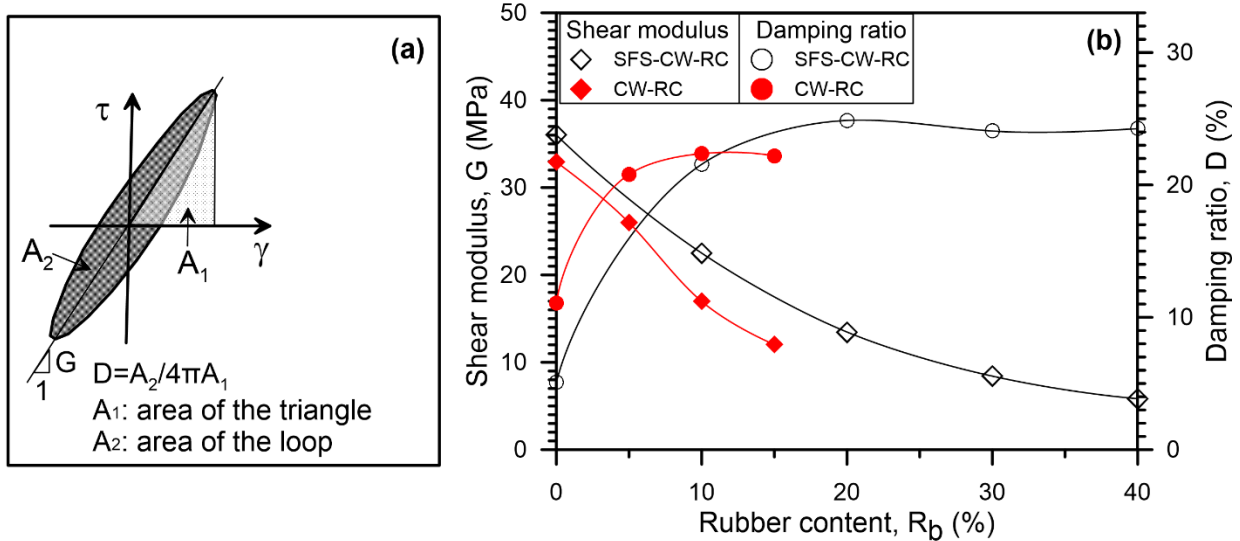 (a)
τ
γ
A₂
A₁
G
1
D=A₂/4πA₁
A₁: area of the triangle
A₂: area of the loop
(b)
Shear modulus Damping ratio
SFS-CW-RC SFS-CW-RC
CW-RC CW-RC
Shear modulus, G (MPa)
50
40
30
20
10
0
Damping ratio, D (%)
30
20
10
0
0 10 20 30 40
Rubber content, R_b (%)